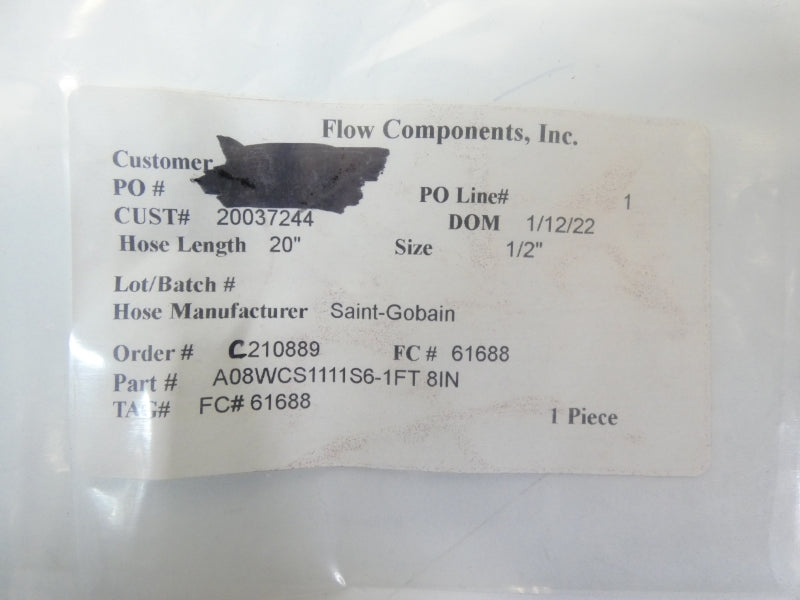 Flow Components, Inc.
Customer
PO # PO Line# 1
CUST# 20037244 DOM 1/12/22
Hose Length 20" Size 1/2"
Lot/Batch #
Hose Manufacturer Saint-Gobain
Order # C210889 FC # 61688
Part # A08WCS1111S6-1FT 8IN
TAG# FC# 61688 1 Piece